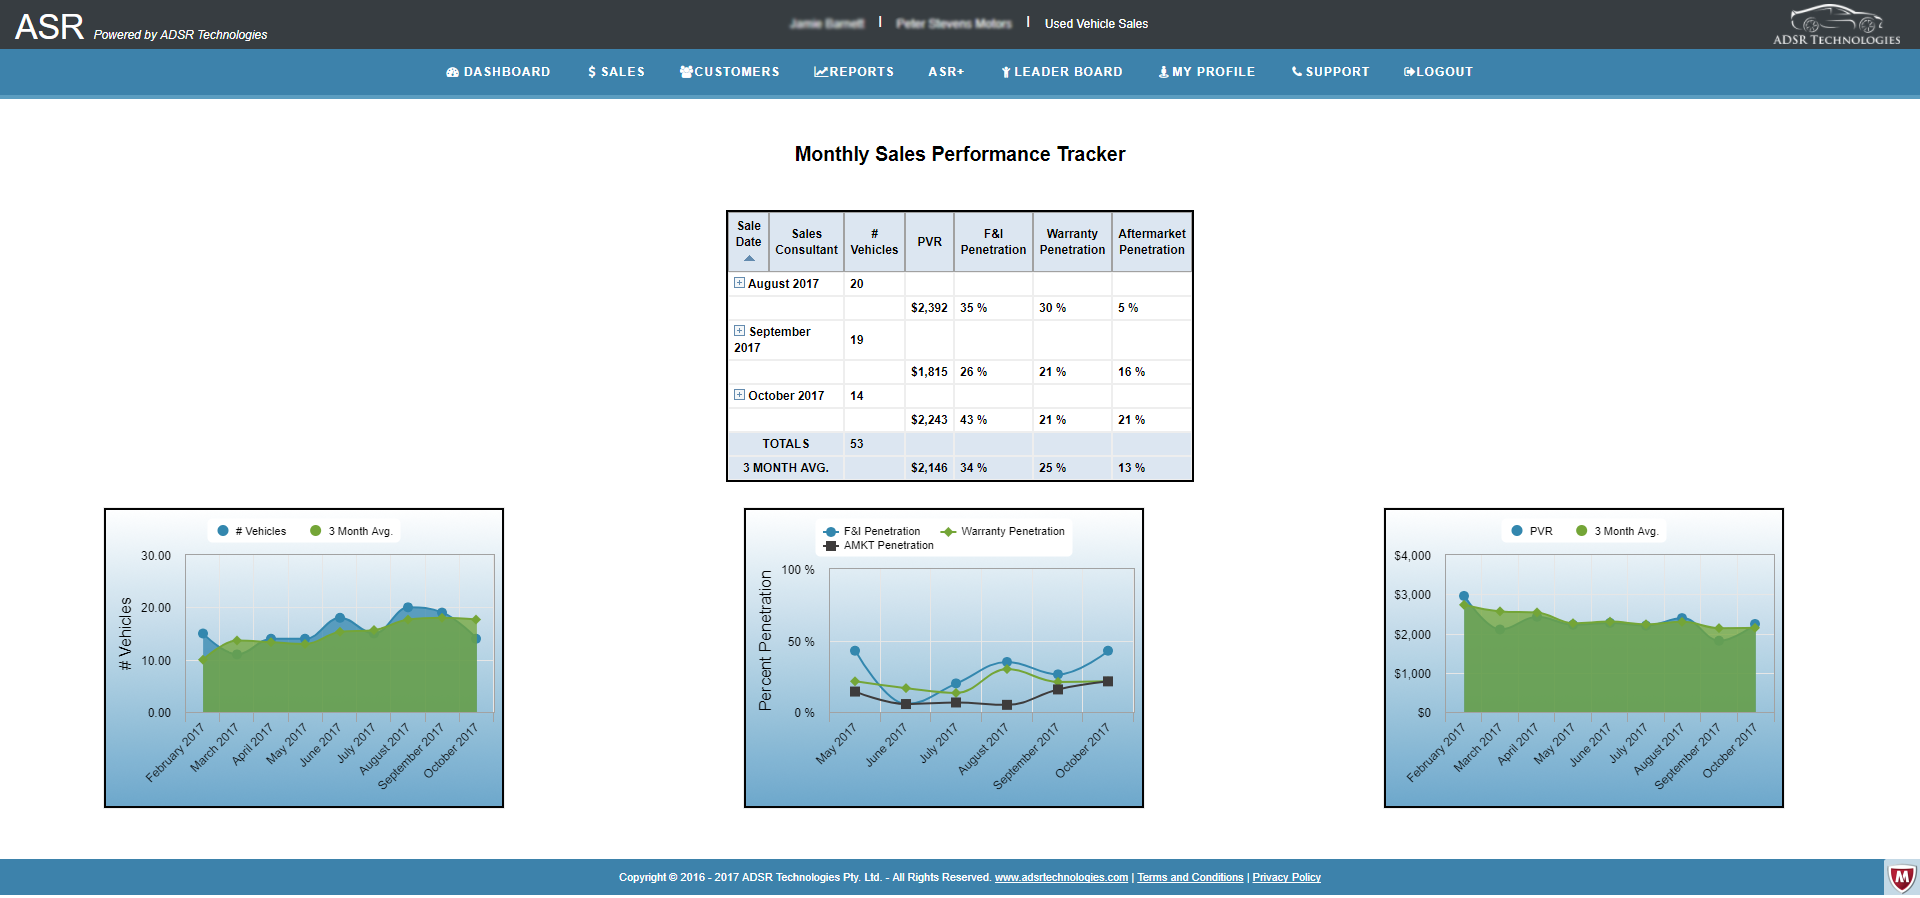 ASR Powered by ADSR Technologies
| | Used Vehicle Sales
ADSR TECHNOLOGIES
DASHBOARD $ SALES CUSTOMERS REPORTS ASR+ LEADER BOARD MY PROFILE SUPPORT LOGOUT
Monthly Sales Performance Tracker
Sale Date Sales Consultant # Vehicles PVR F&I Penetration Warranty Penetration Aftermarket Penetration
August 2017 20
$2,392 35 % 30 % 5 %
September 2017 19
$1,815 26 % 21 % 16 %
October 2017 14
$2,243 43 % 21 % 21 %
TOTALS 53
3 MONTH AVG. $2,146 34 % 25 % 13 %
# Vehicles 3 Month Avg.
30.00
20.00
10.00
0.00
# Vehicles
February 2017 March 2017 April 2017 May 2017 June 2017 July 2017 August 2017 September 2017 October 2017
F&I Penetration Warranty Penetration
AMKT Penetration
100 %
50 %
0 %
Percent Penetration
May 2017 June 2017 July 2017 August 2017 September 2017 October 2017
PVR 3 Month Avg.
$4,000
$3,000
$2,000
$1,000
$0
February 2017 March 2017 April 2017 May 2017 June 2017 July 2017 August 2017 September 2017 October 2017
Copyright © 2016 - 2017 ADSR Technologies Pty. Ltd. - All Rights Reserved. www.adsrtechnologies.com | Terms and Conditions | Privacy Policy